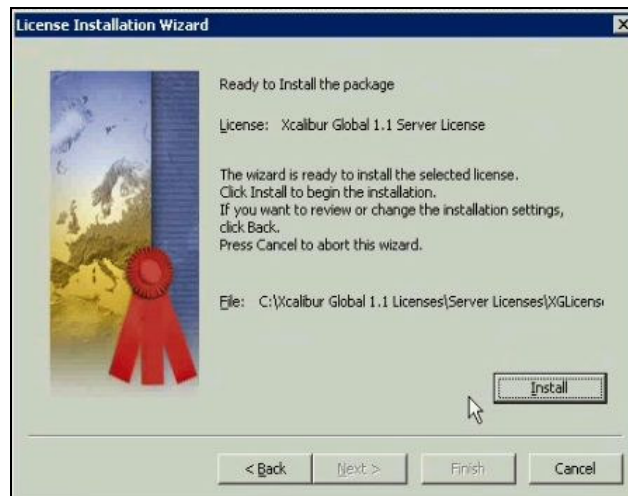 License Installation Wizard
Ready to Install the package
License: Xcalibur Global 1.1 Server License
The wizard is ready to install the selected license.
Click Install to begin the installation.
If you want to review or change the installation settings,
click Back.
Press Cancel to abort this wizard.
File: C:\Xcalibur Global 1.1 Licenses\Server Licenses\XGLicens
Install
< Back Next > Finish Cancel